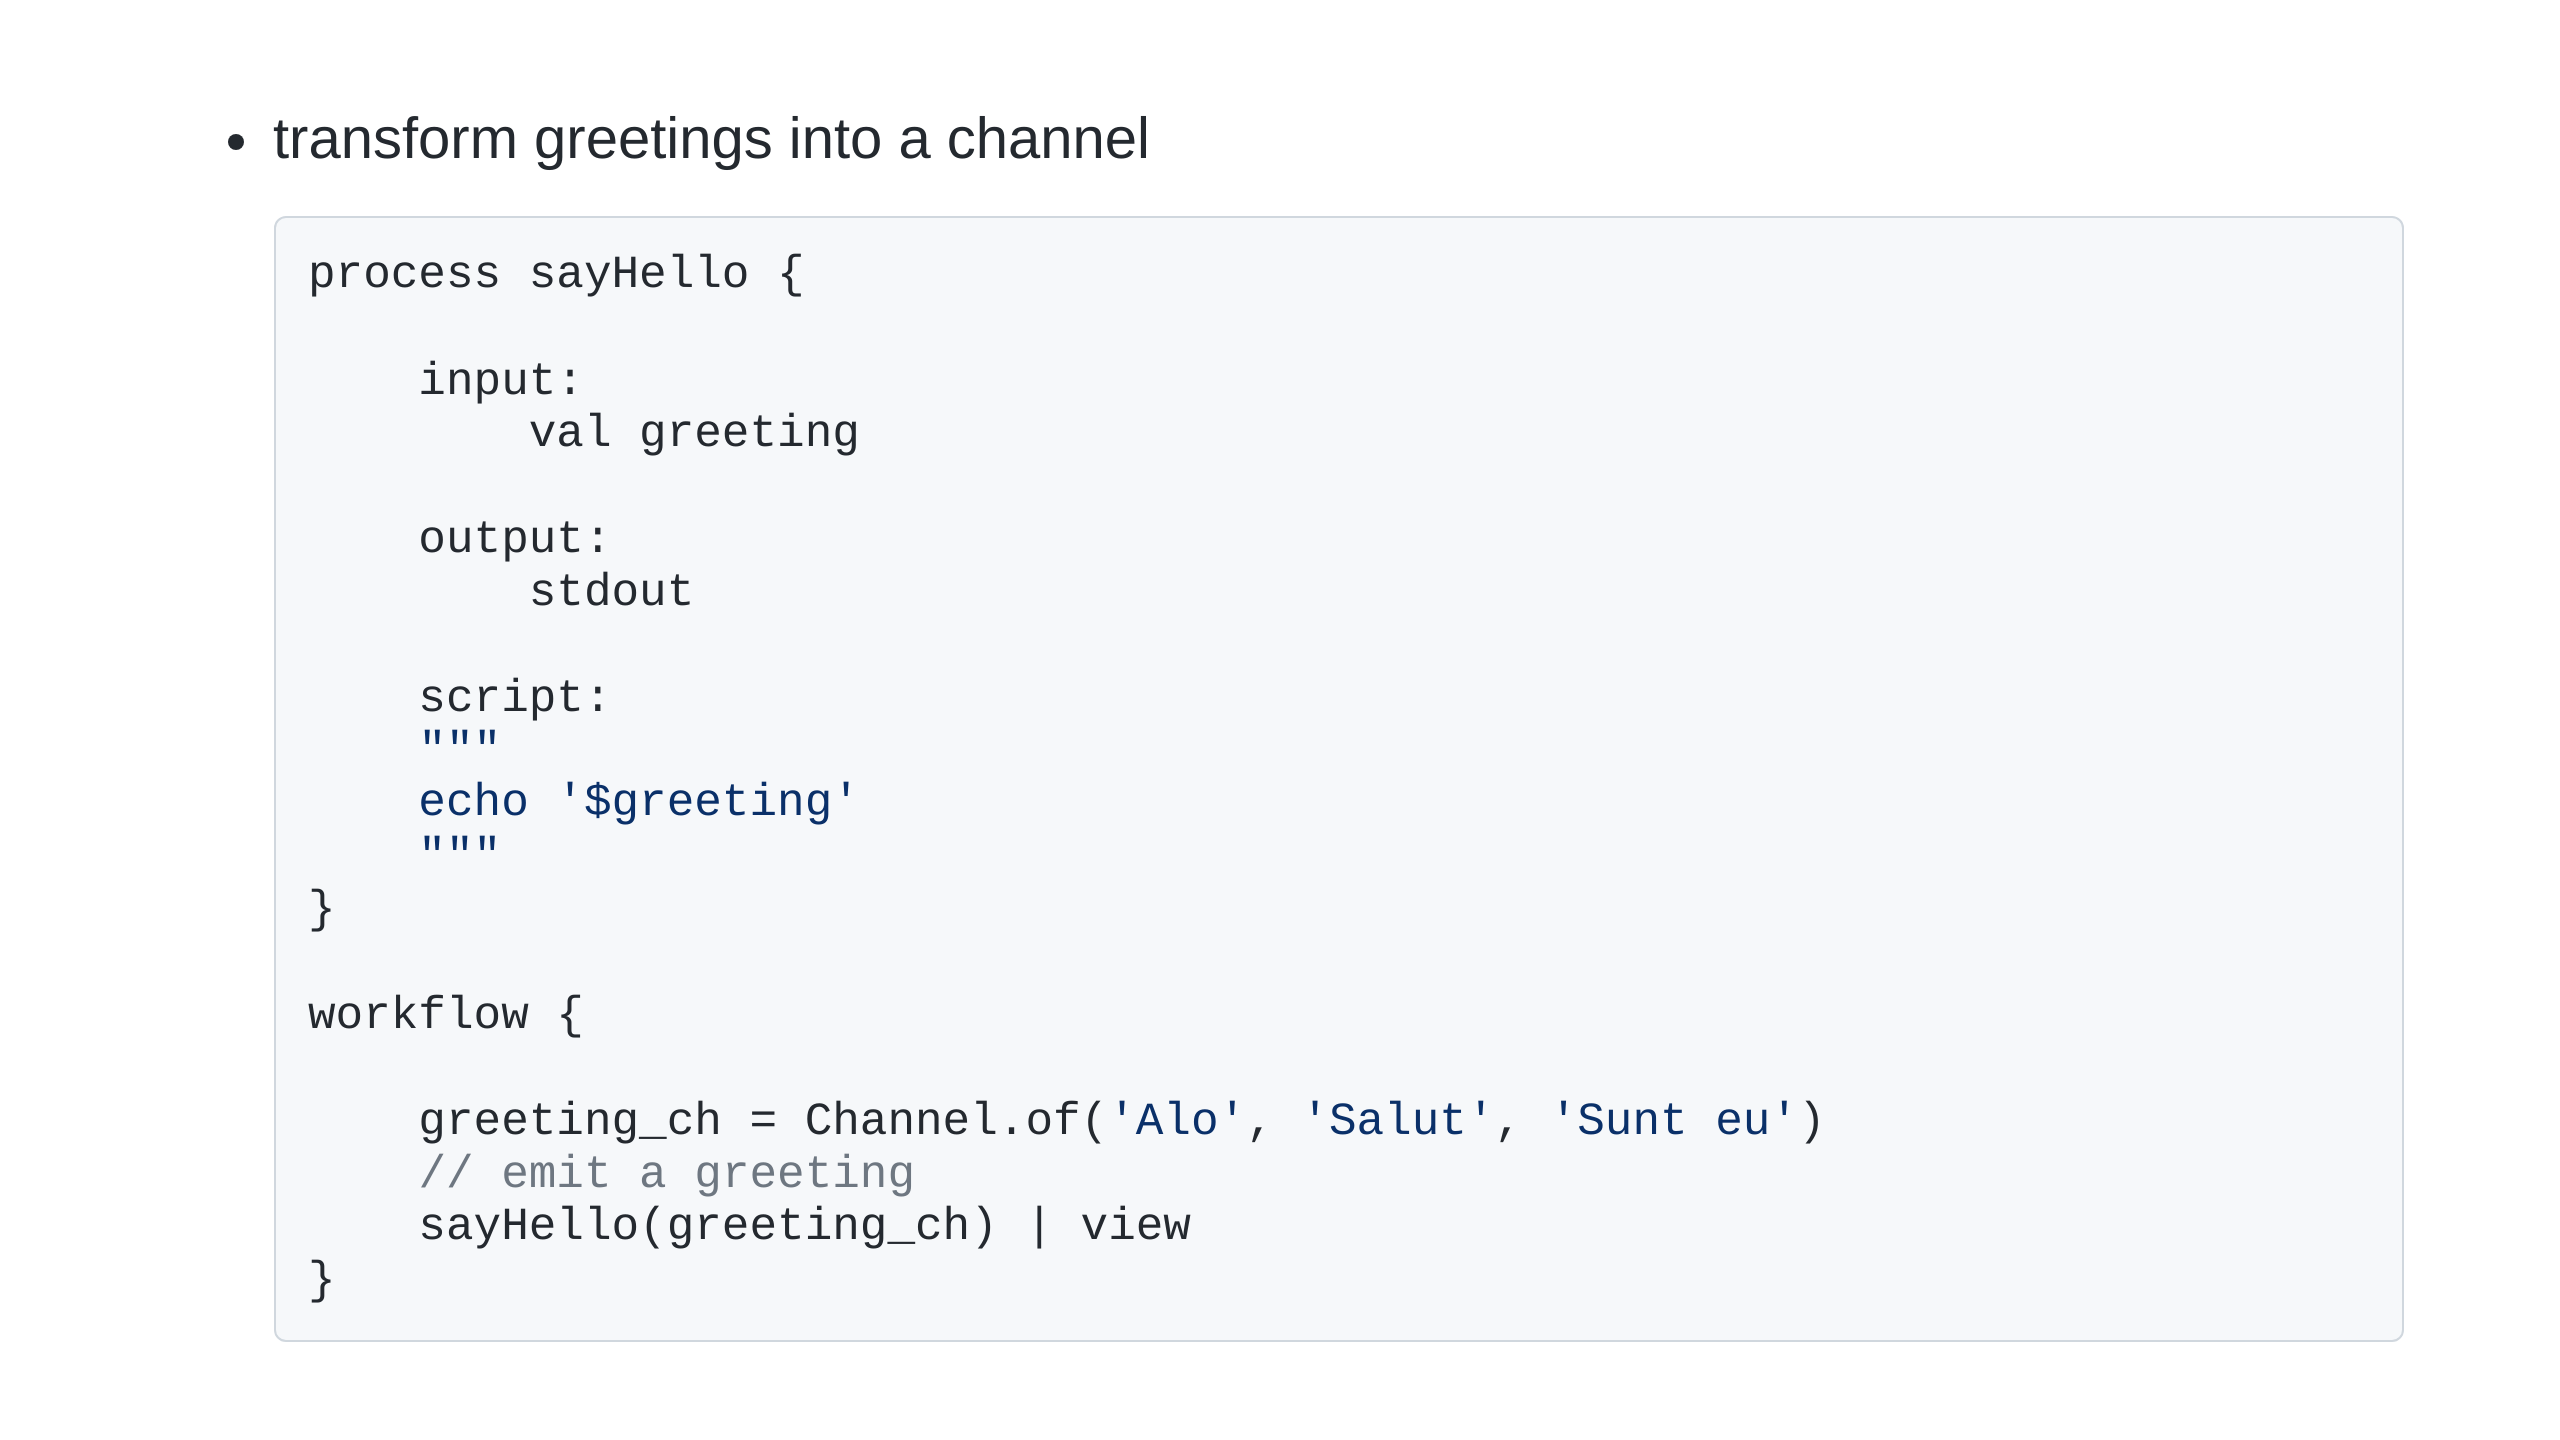 • transform greetings into a channel
process sayHello {
    input:
        val greeting
    output:
        stdout
    script:
    """
    echo '$greeting'
    """
}
workflow {
    greeting_ch = Channel.of('Alo', 'Salut', 'Sunt eu')
    // emit a greeting
    sayHello(greeting_ch) | view
}